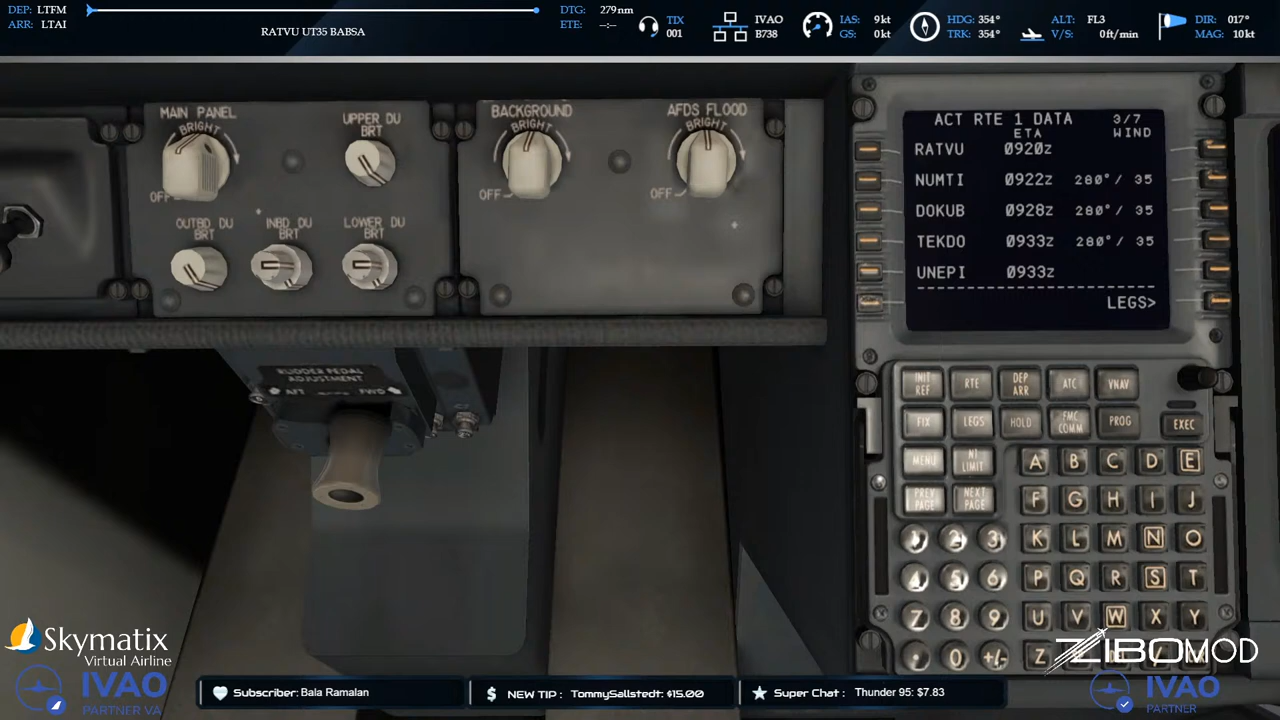 DEP: LTFM
ARR: LTAI
RATVU UT35 BABSA
DTG: 279nm
ETE: --:--
TIX
001
IVAO
B738
IAS: 9kt
GS: 0kt
HDG: 354°
TRK: 354°
ALT: FL3
V/S: 0ft/min
DIR: 017°
MAG: 10kt
MAIN PANEL
BRIGHT
OFF
UPPER DU
BRT
OUTBD DU
BRT
INBD DU
BRT
LOWER DU
BRT
BACKGROUND
BRIGHT
OFF
AFDS FLOOD
BRIGHT
OFF
RUDDER PEDAL
ADJUSTMENT
AFT FWD
ACT RTE 1 DATA 3/7
ETA WIND
RATVU 0920z
NUMTI 0922z 280°/ 35
DOKUB 0928z 280°/ 35
TEKDO 0933z 280°/ 35
UNEPI 0933z
LEGS>
INIT REF RTE DEP ARR ATC VNAV
FIX LEGS HOLD FMC COMM PROG EXEC
MENU N1 LIMIT
PREV PAGE NEXT PAGE
A B C D E
F G H I J
1 2 3 K L M N O
4 5 6 P Q R S T
7 8 9 U V W X Y
. 0 +/- Z
Skymatix
Virtual Airline
IVAO
PARTNER VA
Subscriber: Bala Ramalan
$ NEW TIP : TommySallstedt: $15.00
Super Chat : Thunder 95: $7.83
ZIBOMOD
IVAO
PARTNER